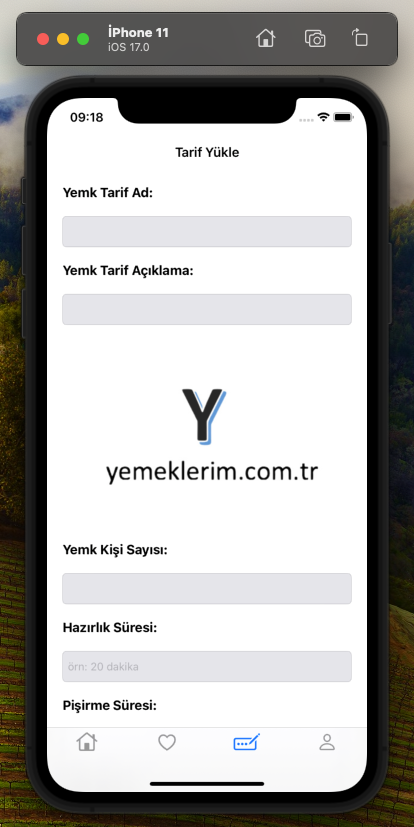 İPhone 11
iOS 17.0
09:18
Tarif Yükle
Yemk Tarif Ad:
Yemk Tarif Açıklama:
Y
yemeklerim.com.tr
Yemk Kişi Sayısı:
Hazırlık Süresi:
örn: 20 dakika
Pişirme Süresi: